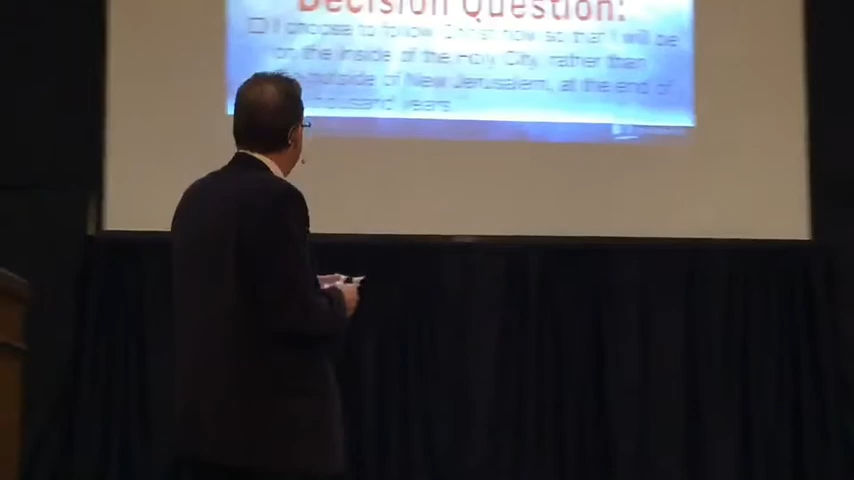 Decision Question:
I choose to follow Christ now so that I will be
on the inside of the Holy City, rather than
outside of New Jerusalem, at the end of
thousand years.